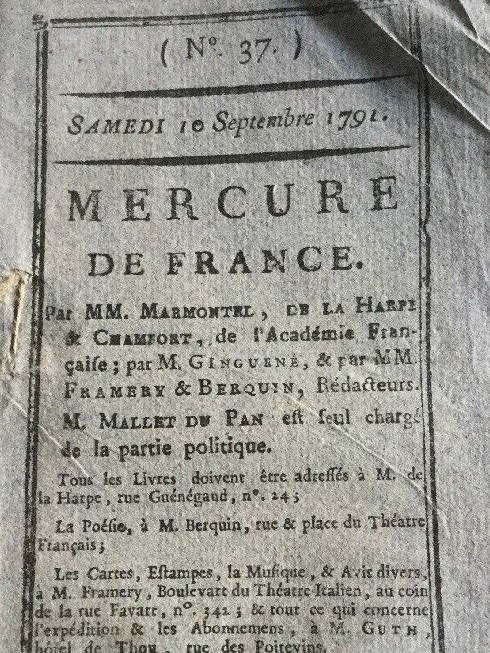 ( N°. 37. )
SAMEDI 10 Septembre 1791.
MERCURE
DE FRANCE.
Par MM. MARMONTEL, DE LA HARPE
& CHAMFORT, de l'Académie Fran-
çaiſe; par M. GINGUENÉ, & par MM.
FRAMERY & BERQUIN, Rédacteurs.
M. MALLET DU PAN eſt ſeul chargé
de la partie politique.
Tous les Livres doivent être adreſſés à M. de
la Harpe, rue Guénégaud, n°. 24;
La Poéſie, à M. Berquin, rue & place du Théatre
Français;
Les Cartes, Eſtampes, la Muſique, & Avis divers,
à M. Framery, Boulevart du Théatre Italien, au coin
de la rue Favart, n°. 342; & tout ce qui concerne
l'expédition & les Abonnemens, à M. GUTH,
hôtel de Thou, rue des Poitevins.